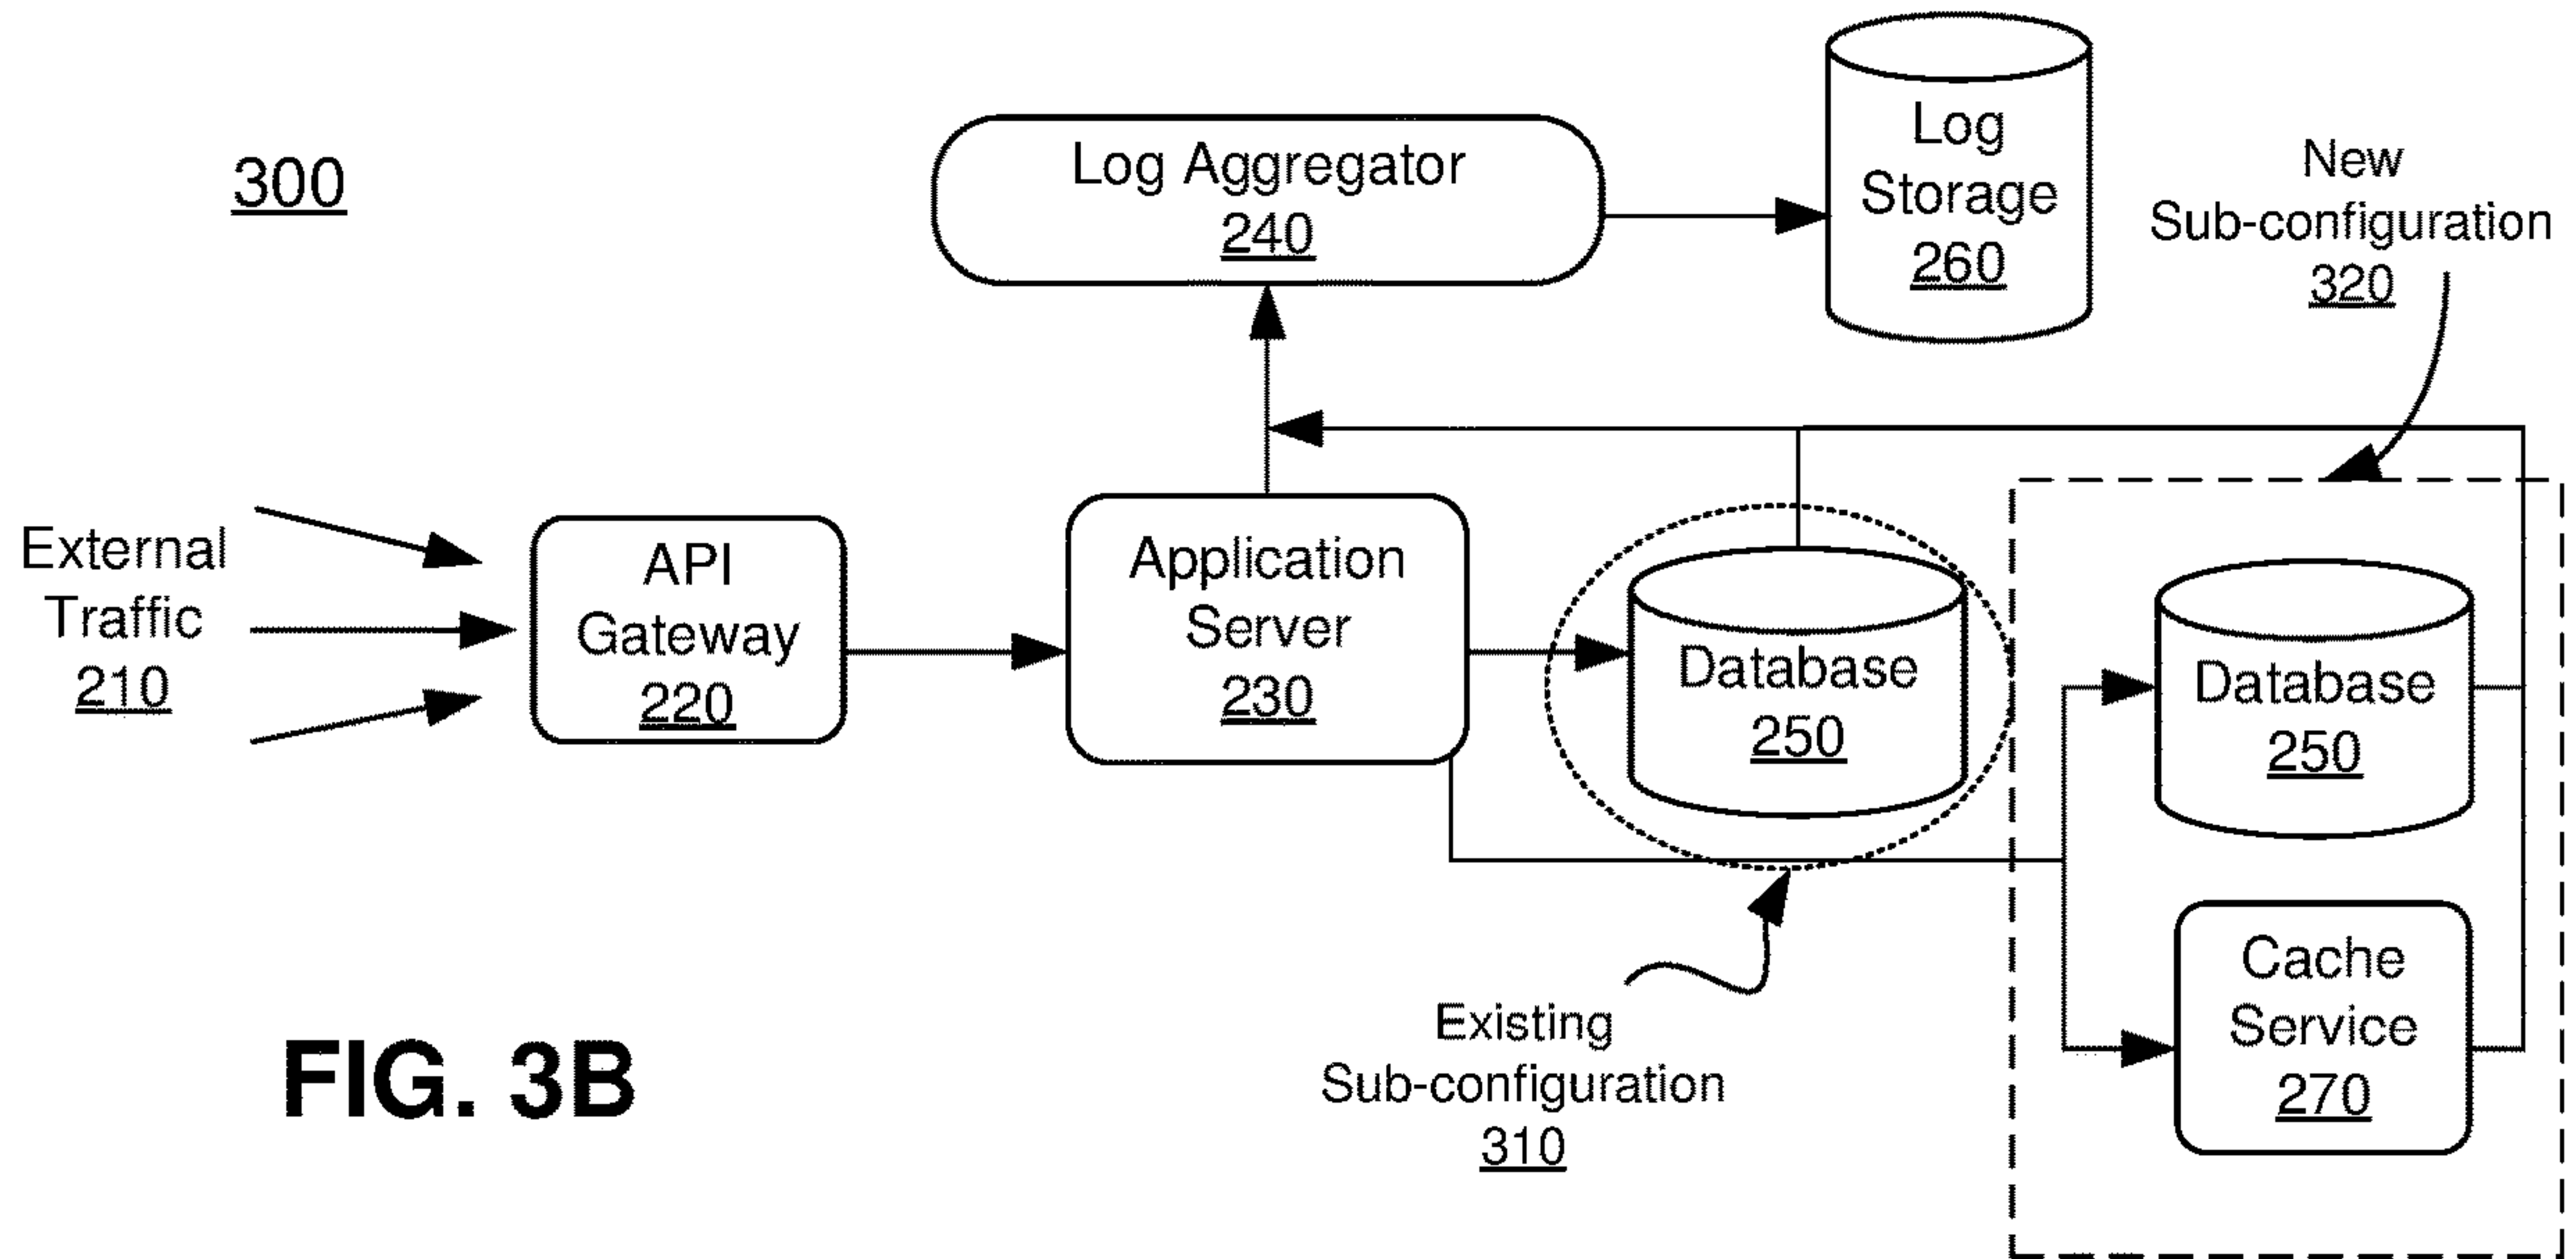 300
Log Aggregator
240
Log
Storage
260
New
Sub-configuration
320
External
Traffic
210
API
Gateway
220
Application
Server
230
Database
250
Database
250
Cache
Service
270
Existing
Sub-configuration
310
FIG. 3B